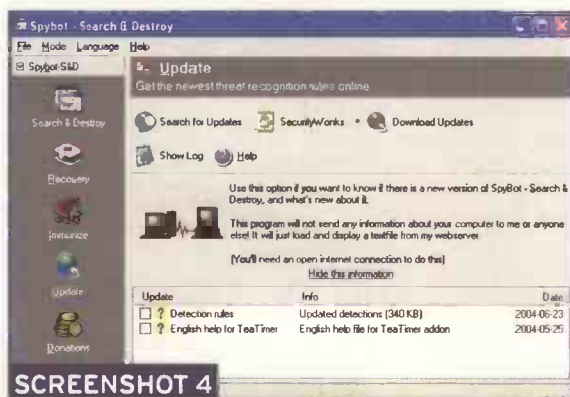 Spybot - Search & Destroy
File Mode Language Help
Spybot-S&D
Update
Get the newest threat recognition rules online
Search & Destroy
Search for Updates SecurityWorks Download Updates
Show Log Help
Recovery
Use this option if you want to know if there is a new version of SpyBot - Search &
Destroy, and what's new about it.
Immunize
This program will not send any information about your computer to me or anyone
else! It will just load and display a textfile from my webserver.
(You'll need an open internet connection to do this)
Hide this information
Update
Update Info Date
? Detection rules Updated detections (340 KB) 2004-06-23
? English help for TeaTimer English help file for TeaTimer addon 2004-05-25
Donations
SCREENSHOT 4